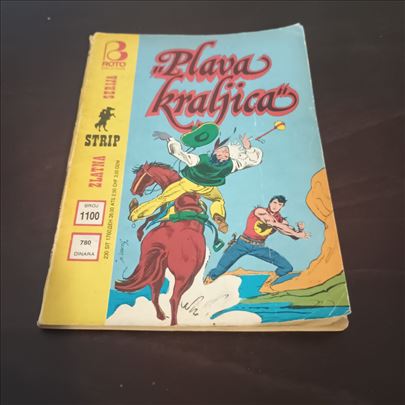 B
ROTO
ZLATNA STRIP SERIJA
„Plava
kraljica“
BROJ
1100
780
DINARA